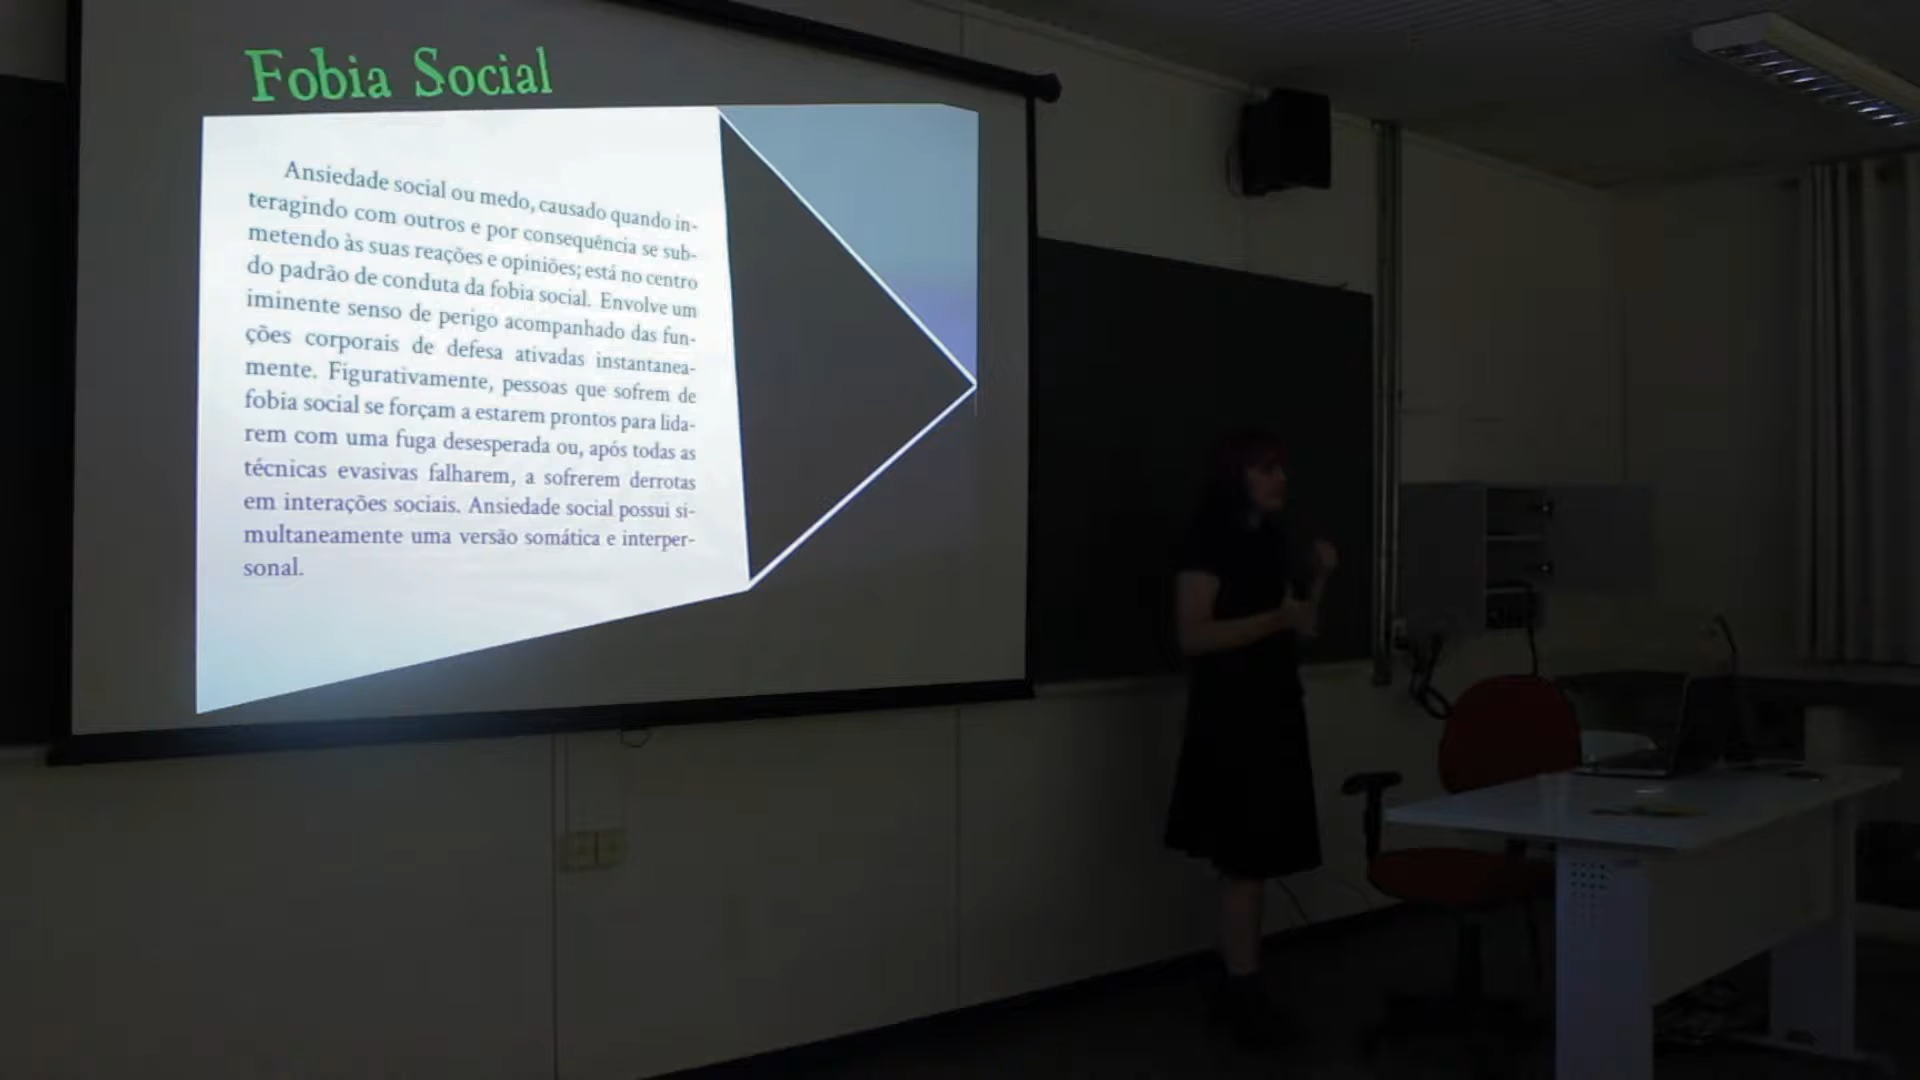 Fobia Social
Ansiedade social ou medo, causado quando in-
teragindo com outros e por consequência se sub-
metendo às suas reações e opiniões; está no centro
do padrão de conduta da fobia social. Envolve um
iminente senso de perigo acompanhado das fun-
ções corporais de defesa ativadas instantanea-
mente. Figurativamente, pessoas que sofrem de
fobia social se forçam a estarem prontos para lida-
rem com uma fuga desesperada ou, após todas as
técnicas evasivas falharem, a sofrerem derrotas
em interações sociais. Ansiedade social possui si-
multaneamente uma versão somática e interper-
sonal.